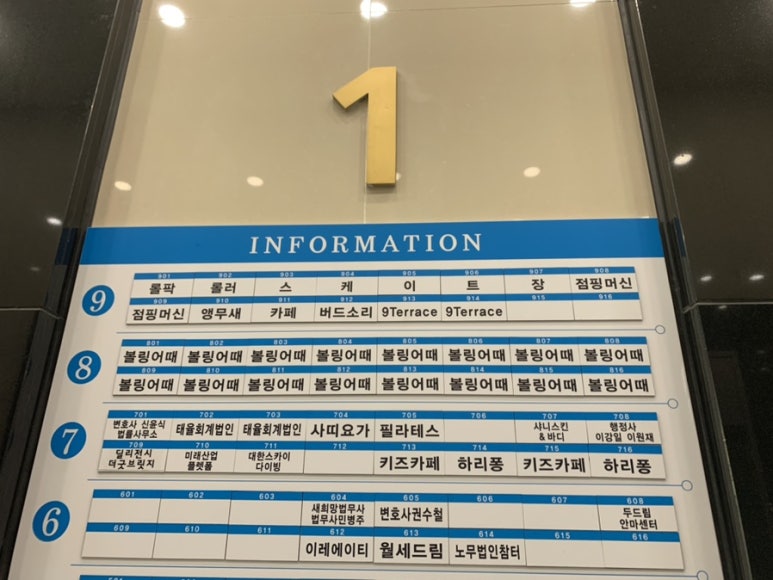 1
INFORMATION
9
901 902 903 904 905 906 907 908
롤팍 롤러 스 케 이 트 장 점핑머신
909 910 911 912 913 914 915 916
점핑머신 앵무새 카페 버드소리 9Terrace 9Terrace
8
801 802 803 804 805 806 807 808
볼링어때 볼링어때 볼링어때 볼링어때 볼링어때 볼링어때 볼링어때 볼링어때
809 810 811 812 813 814 815 816
볼링어때 볼링어때 볼링어때 볼링어때 볼링어때 볼링어때 볼링어때 볼링어때
7
701 702 703 704 705 706 707 708
변호사 신윤식 법률사무소 태율회계법인 태율회계법인 사띠요가 필라테스 샤니스킨 & 바디 행정사 이강일 이원재
709 710 711 712 713 714 715 716
딜리전시 더굿브릿지 미래산업 플랫폼 대한스카이 다이빙 키즈카페 하리퐁 키즈카페 하리퐁
6
601 602 603 604 605 606 607 608
새희망법무사 법무사민병주 변호사권수철 두드림 안마센터
609 610 611 612 613 614 615 616
이레에이티 월세드림 노무법인참터